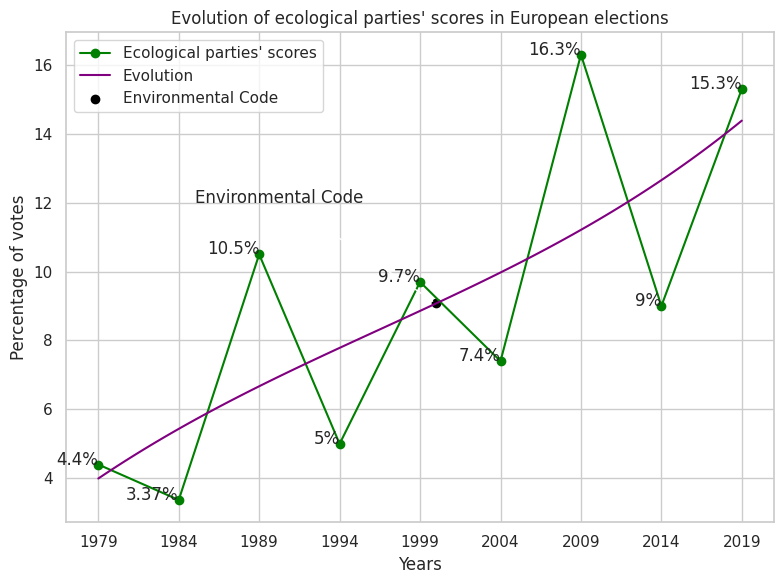 Evolution of ecological parties' scores in European elections
Ecological parties' scores
Evolution
Environmental Code
Percentage of votes
16
14
12
10
8
6
4
Environmental Code
4.4%
3.37%
10.5%
5%
9.7%
7.4%
16.3%
9%
15.3%
1979 1984 1989 1994 1999 2004 2009 2014 2019
Years